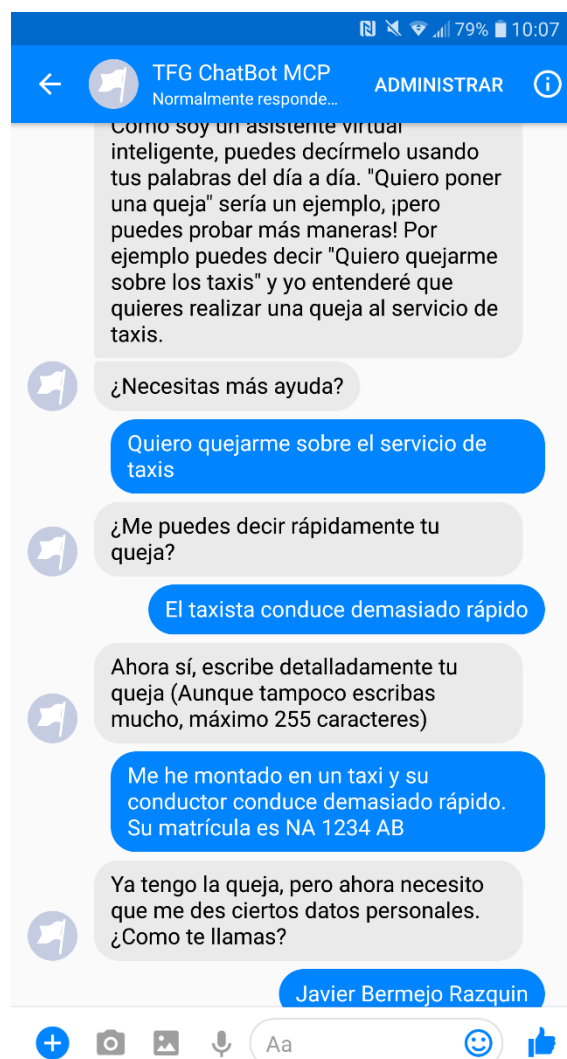 79% 10:07
TFG ChatBot MCP
Normalmente responde...
ADMINISTRAR
Como soy un asistente virtual
inteligente, puedes decírmelo usando
tus palabras del día a día. "Quiero poner
una queja" sería un ejemplo, ¡pero
puedes probar más maneras! Por
ejemplo puedes decir "Quiero quejarme
sobre los taxis" y yo entenderé que
quieres realizar una queja al servicio de
taxis.
¿Necesitas más ayuda?
Quiero quejarme sobre el servicio de
taxis
¿Me puedes decir rápidamente tu
queja?
El taxista conduce demasiado rápido
Ahora sí, escribe detalladamente tu
queja (Aunque tampoco escribas
mucho, máximo 255 caracteres)
Me he montado en un taxi y su
conductor conduce demasiado rápido.
Su matrícula es NA 1234 AB
Ya tengo la queja, pero ahora necesito
que me des ciertos datos personales.
¿Como te llamas?
Javier Bermejo Razquin
Aa